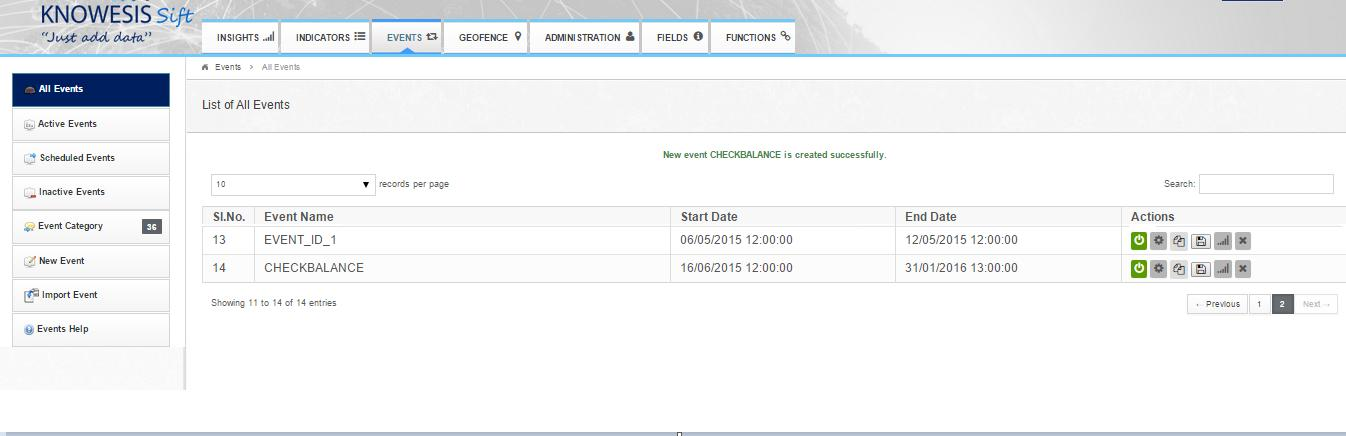 KNOWESIS Sift
"Just add data"
INSIGHTS INDICATORS EVENTS GEOFENCE ADMINISTRATION FIELDS FUNCTIONS
Events > All Events
All Events
Active Events
Scheduled Events
Inactive Events
Event Category 36
New Event
Import Event
Events Help
List of All Events
New event CHECKBALANCE is created successfully.
10 records per page Search:
Sl.No. Event Name Start Date End Date Actions
13 EVENT_ID_1 06/05/2015 12:00:00 12/05/2015 12:00:00
14 CHECKBALANCE 16/06/2015 12:00:00 31/01/2016 13:00:00
Showing 11 to 14 of 14 entries
← Previous 1 2 Next →